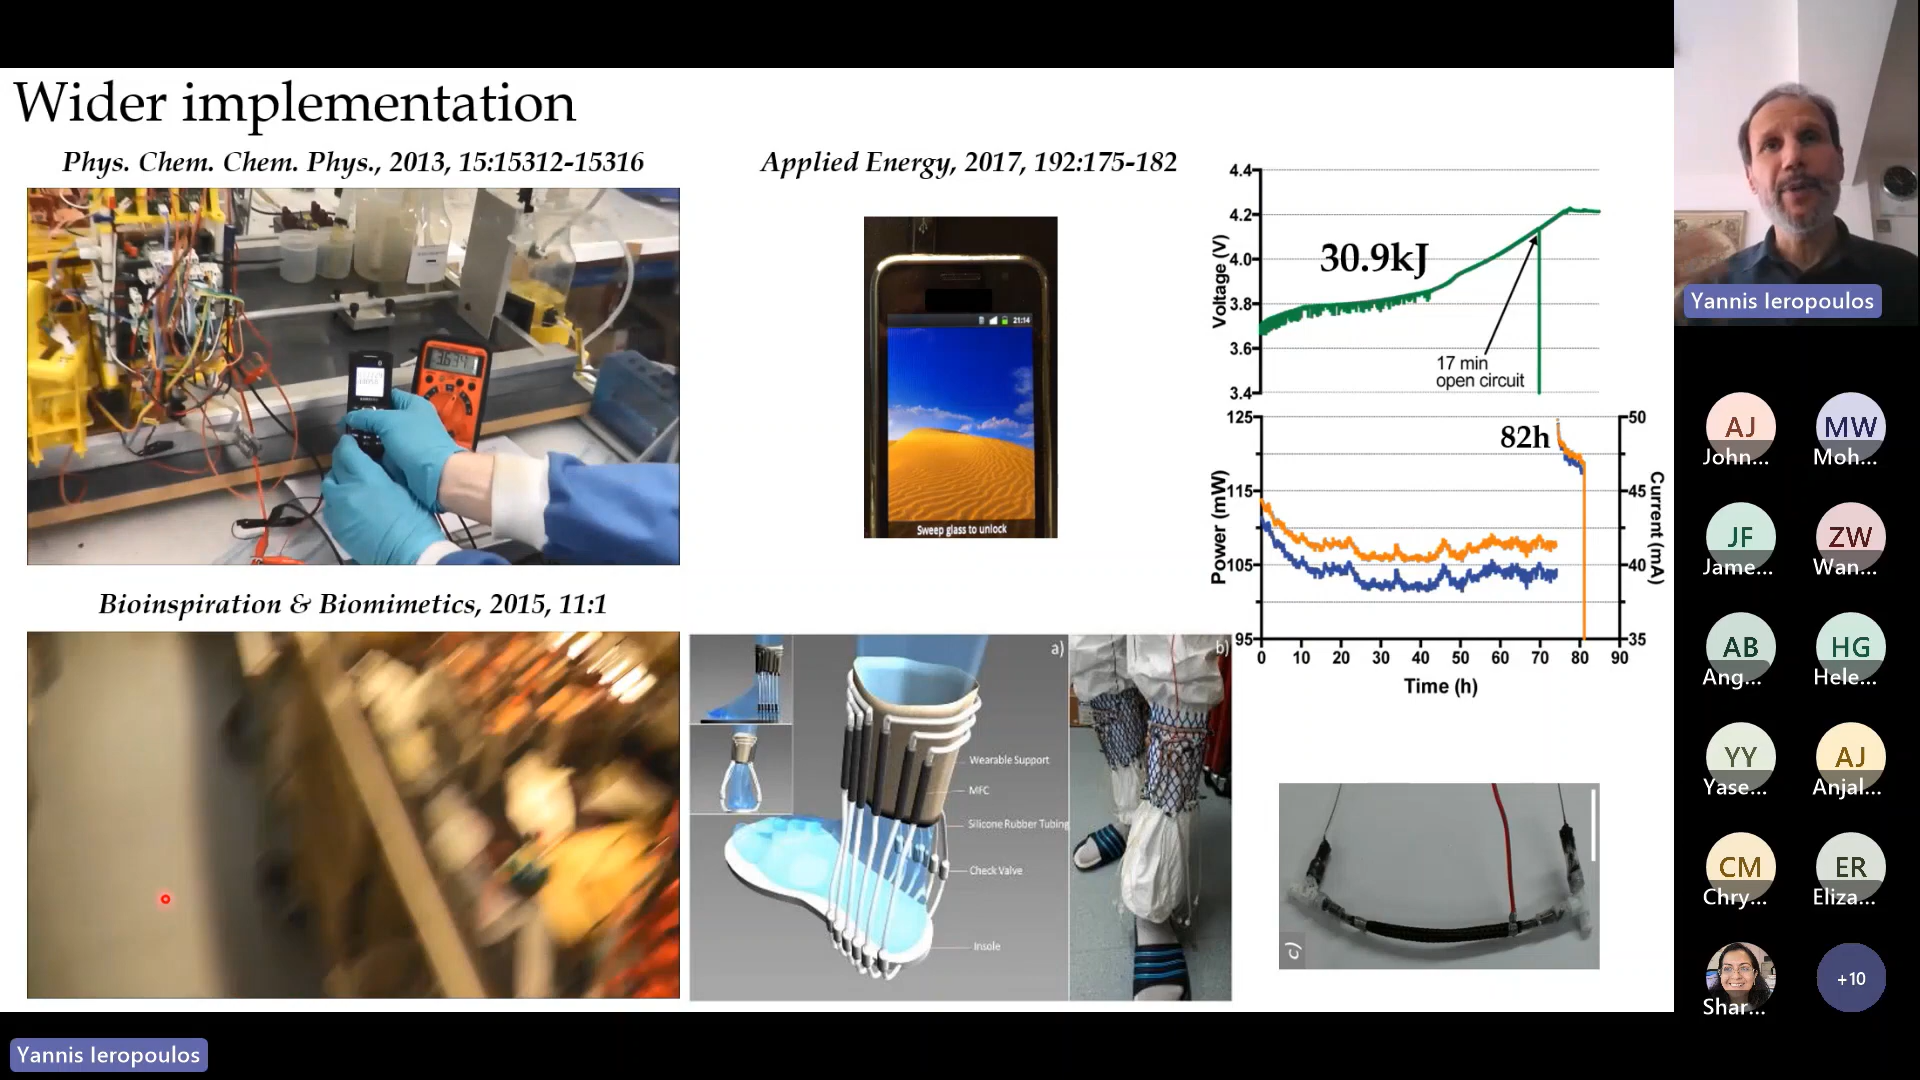 Wider implementation
Phys. Chem. Chem. Phys., 2013, 15:15312-15316
Applied Energy, 2017, 192:175-182
21:14
Sweep glass to unlock
4.4
4.2
4.0
3.8
3.6
3.4
Voltage (V)
30.9kJ
17 min
open circuit
125
115
105
95
Power (mW)
82h
50
45
40
35
Current (mA)
0 10 20 30 40 50 60 70 80 90
Time (h)
Bioinspiration & Biomimetics, 2015, 11:1
a)
Wearable Support
MFC
Silicone Rubber Tubing
Check Valve
Insole
b)
c)
Yannis Ieropoulos
AJ
John...
MW
Moh...
JF
Jame...
ZW
Wan...
AB
Ang...
HG
Hele...
YY
Yase...
AJ
Anjal...
CM
Chry...
ER
Eliza...
Shar...
+10
Yannis Ieropoulos